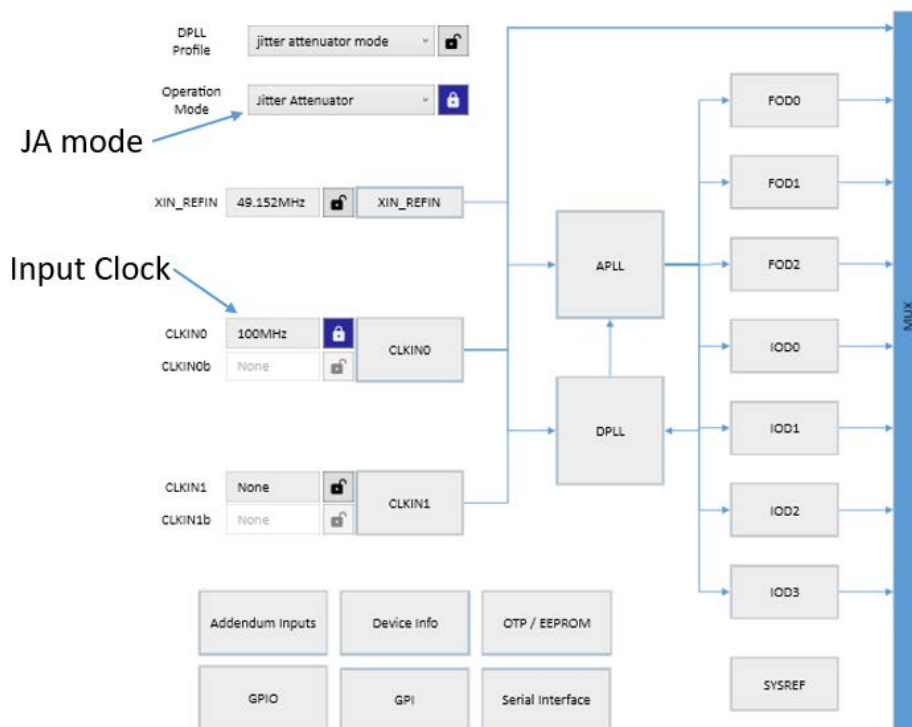 DPLL
Profile
jitter attenuator mode
Operation
Mode
Jitter Attenuator
JA mode
XIN_REFIN
49.152MHz
XIN_REFIN
Input Clock
CLKIN0
100MHz
CLKIN0b
None
CLKIN0
CLKIN1
None
CLKIN1b
None
CLKIN1
APLL
DPLL
FOD0
FOD1
FOD2
IOD0
IOD1
IOD2
IOD3
SYSREF
MUX
Addendum Inputs
Device Info
OTP / EEPROM
GPIO
GPI
Serial Interface